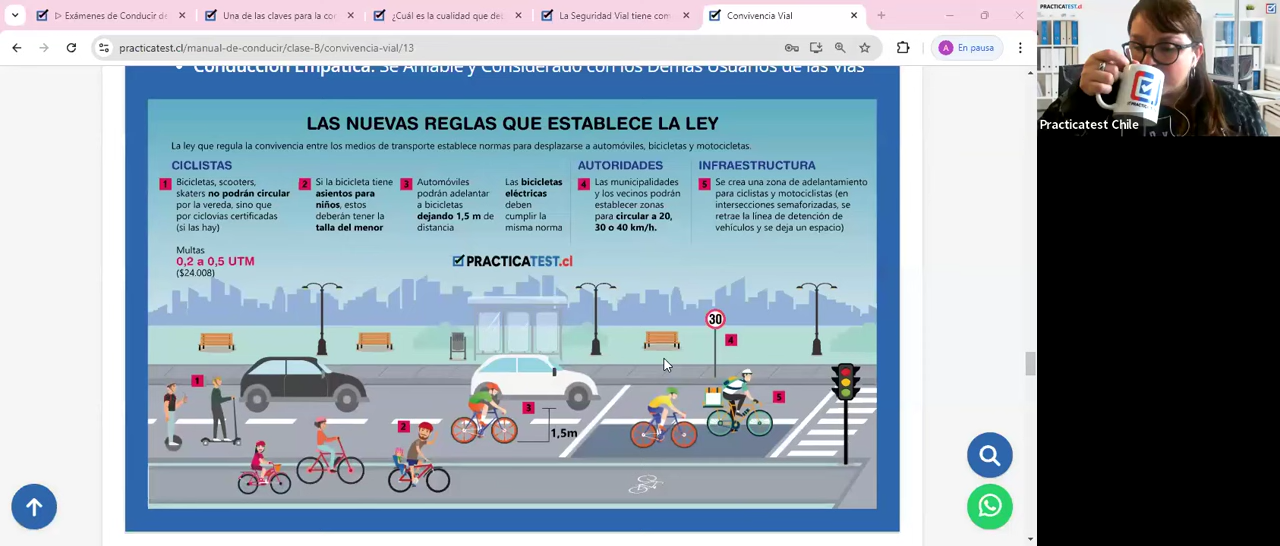 Exámenes de Conducir de
Una de las claves para la co
¿Cuál es la cualidad que del
La Seguridad Vial tiene com
Convivencia Vial
practicatest.cl/manual-de-conducir/clase-B/convivencia-vial/13
A
En pausa
PRACTICATEST.cl
Practicatest Chile
Conducción Empática: Se Amable y Considerado con los Demás Usuarios de las Vías
LAS NUEVAS REGLAS QUE ESTABLECE LA LEY
La ley que regula la convivencia entre los medios de transporte establece normas para desplazarse a automóviles, bicicletas y motocicletas.
CICLISTAS
1
Bicicletas, scooters,
skaters no podrán circular
por la vereda, sino que
por ciclovias certificadas
(si las hay)
Multas
0,2 a 0,5 UTM
($24.008)
2
Si la bicicleta tiene
asientos para
niños, estos
deberán tener la
talla del menor
3
Automóviles
podrán adelantar
a bicicletas
dejando 1,5 m de
distancia
Las bicicletas
eléctricas
deben
cumplir la
misma norma
AUTORIDADES
4
Las municipalidades
y los vecinos podrán
establecer zonas
para circular a 20,
30 o 40 km/h.
INFRAESTRUCTURA
5
Se crea una zona de adelantamiento
para ciclistas y motociclistas (en
intersecciones semaforizadas, se
retrae la línea de detención de
vehículos y se deja un espacio)
PRACTICATEST.cl
30
4
1
3
5
2
1,5m